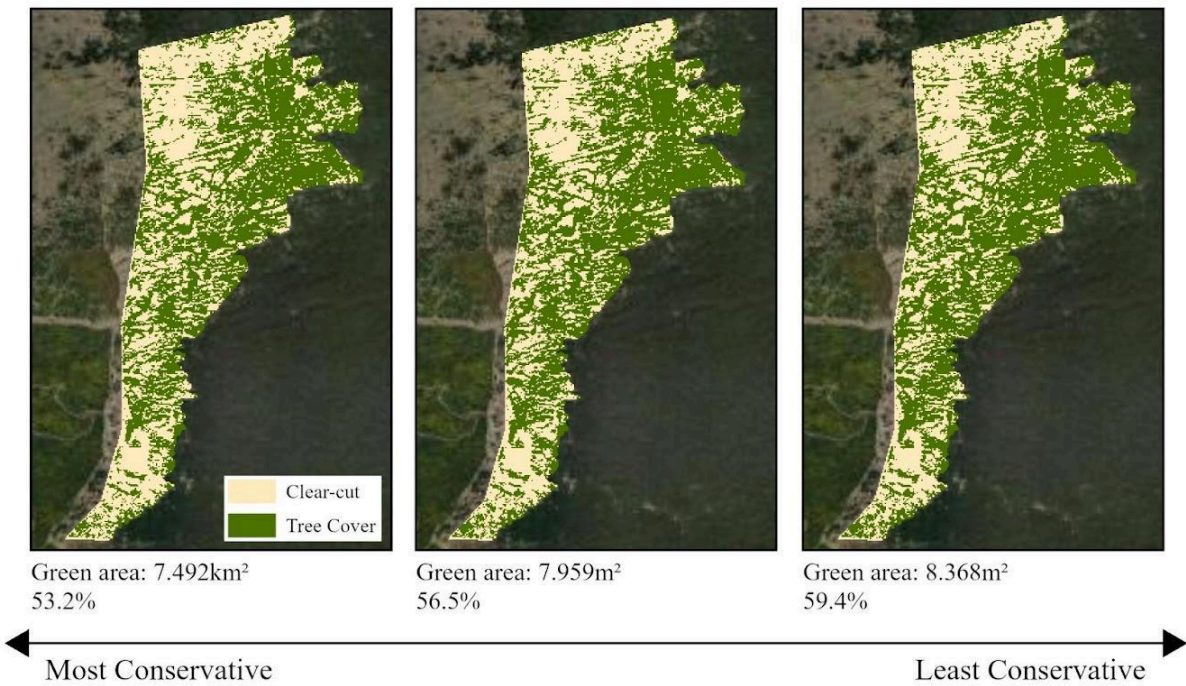 Clear-cut
Tree Cover
Green area: 7.492km²
53.2%
Green area: 7.959m²
56.5%
Green area: 8.368m²
59.4%
Most Conservative
Least Conservative